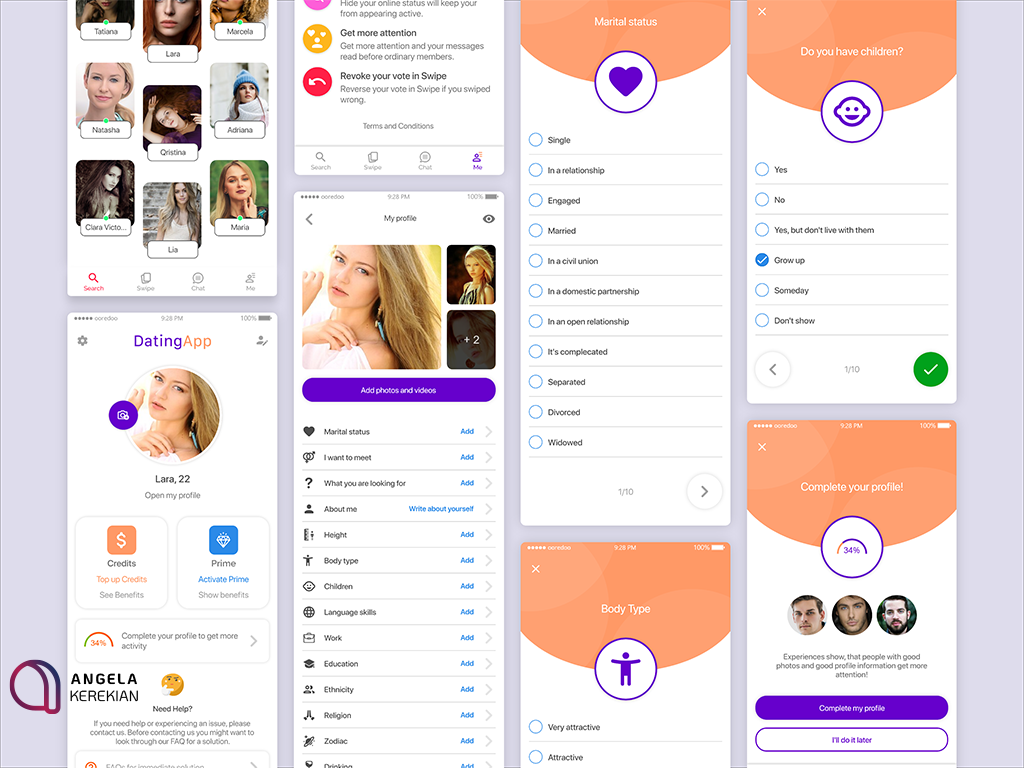 Tatiana
Lara
Marcela
Natasha
Qristina
Adriana
Clara Victo...
Lia
Maria
Search
Swipe
Chat
Me
ooredoo
9:28 PM
100%
DatingApp
Lara, 22
Open my profile
Credits
Top up Credits
See Benefits
Prime
Activate Prime
Show benefits
34%
Complete your profile to get more
activity
ANGELA
KEREKIAN
Need Help?
If you need help or experiencing an issue, please
contact us. Before contacting us you might want to
look through our FAQ for a solution.
FAQs for immediate solution
Hide your online status will keep your
from appearing active.
Get more attention
Get more attention and your messages
read before ordinary members.
Revoke your vote in Swipe
Reverse your vote in Swipe if you swiped
wrong.
Terms and Conditions
Search
Swipe
Chat
Me
ooredoo
9:28 PM
100%
My profile
+ 2
Add photos and videos
Marital status Add
I want to meet Add
What you are looking for Add
About me Write about yourself
Height Add
Body type Add
Children Add
Language skills Add
Work Add
Education Add
Ethnicity Add
Religion Add
Zodiac Add
Drinking Add
Marital status
Single
In a relationship
Engaged
Married
In a civil union
In a domestic partnership
In an open relationship
It's complecated
Separated
Divorced
Widowed
1/10
ooredoo
9:28 PM
100%
Body Type
Very attractive
Attractive
Do you have children?
Yes
No
Yes, but don't live with them
Grow up
Someday
Don't show
1/10
ooredoo
9:28 PM
100%
Complete your profile!
34%
Experiences show, that people with good
photos and good profile information get more
attention!
Complete my profile
I'll do it later